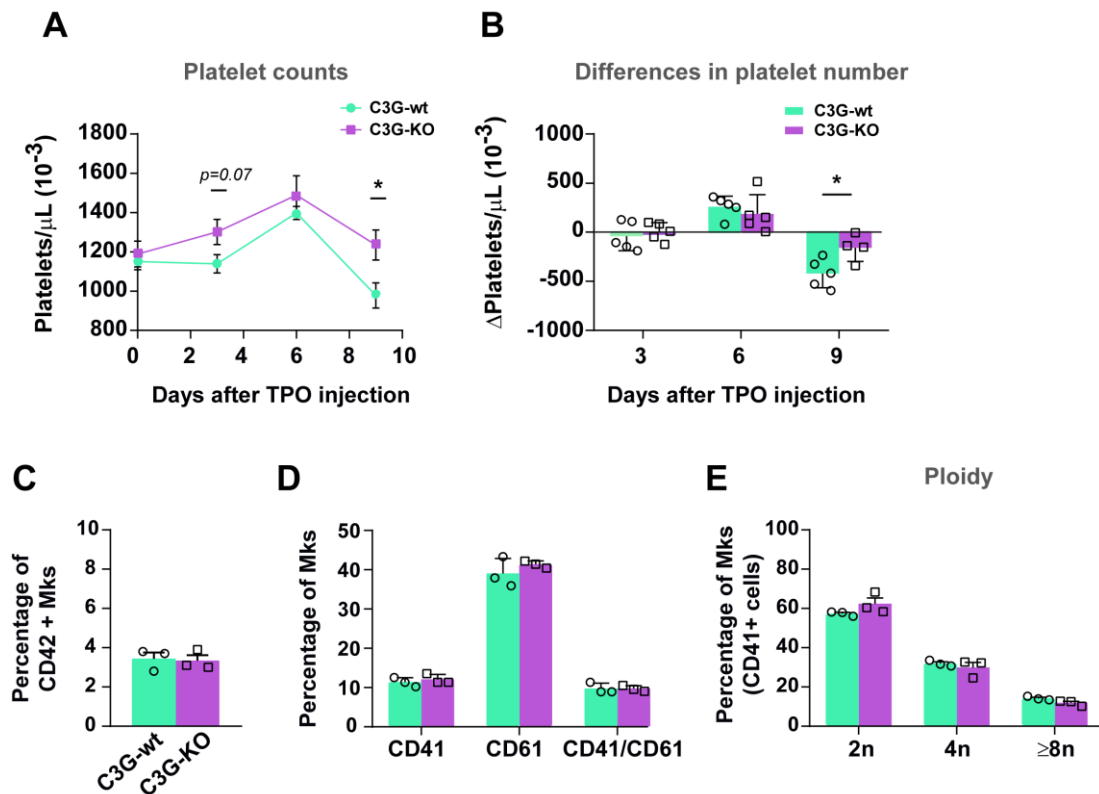 A
Platelet counts
C3G-wt
C3G-KO
Platelets/μL (10⁻³)
1800
1600
1400
1200
1000
800
p=0.07
*
0
2
4
6
8
10
Days after TPO injection
B
Differences in platelet number
C3G-wt
C3G-KO
ΔPlatelets/μL (10⁻³)
1000
500
0
-500
-1000
*
3
6
9
Days after TPO injection
C
Percentage of
CD42 + Mks
10
8
6
4
2
0
C3G-wt
C3G-KO
D
Percentage of Mks
50
40
30
20
10
0
CD41
CD61
CD41/CD61
E
Ploidy
Percentage of Mks
(CD41+ cells)
100
80
60
40
20
0
2n
4n
≥8n